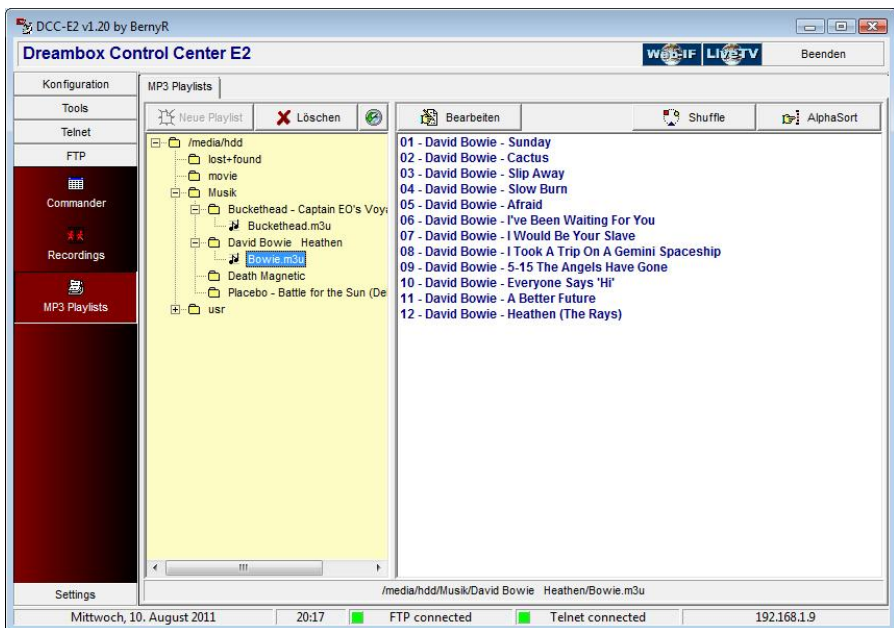 DCC-E2 v1.20 by BernyR
Dreambox Control Center E2
Web-IF
LiveTV
Beenden
Konfiguration
Tools
Telnet
FTP
Commander
Recordings
MP3 Playlists
Settings
MP3 Playlists
Neue Playlist
Löschen
Bearbeiten
Shuffle
AlphaSort
/media/hdd
lost+found
movie
Musik
Buckethead - Captain EO's Voya
Buckethead.m3u
David Bowie   Heathen
Bowie.m3u
Death Magnetic
Placebo - Battle for the Sun (De
usr
01 - David Bowie - Sunday
02 - David Bowie - Cactus
03 - David Bowie - Slip Away
04 - David Bowie - Slow Burn
05 - David Bowie - Afraid
06 - David Bowie - I've Been Waiting For You
07 - David Bowie - I Would Be Your Slave
08 - David Bowie - I Took A Trip On A Gemini Spaceship
09 - David Bowie - 5-15 The Angels Have Gone
10 - David Bowie - Everyone Says 'Hi'
11 - David Bowie - A Better Future
12 - David Bowie - Heathen (The Rays)
/media/hdd/Musik/David Bowie   Heathen/Bowie.m3u
Mittwoch, 10. August 2011
20:17
FTP connected
Telnet connected
192.168.1.9